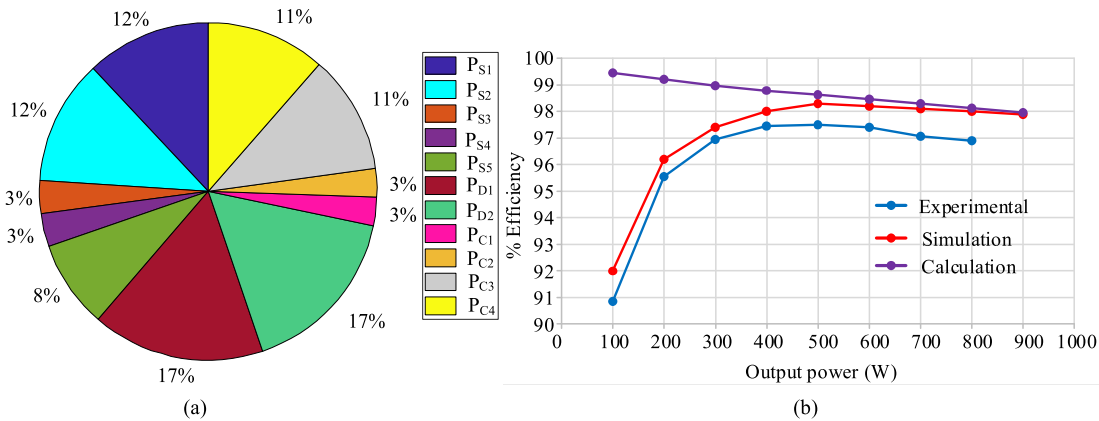 12%
11%
12%
11%
3%
3%
3%
3%
8%
17%
17%
PS1
PS2
PS3
PS4
PS5
PD1
PD2
PC1
PC2
PC3
PC4
(a)
100
99
98
97
96
95
94
93
92
91
90
% Efficiency
Experimental
Simulation
Calculation
0 100 200 300 400 500 600 700 800 900 1000
Output power (W)
(b)